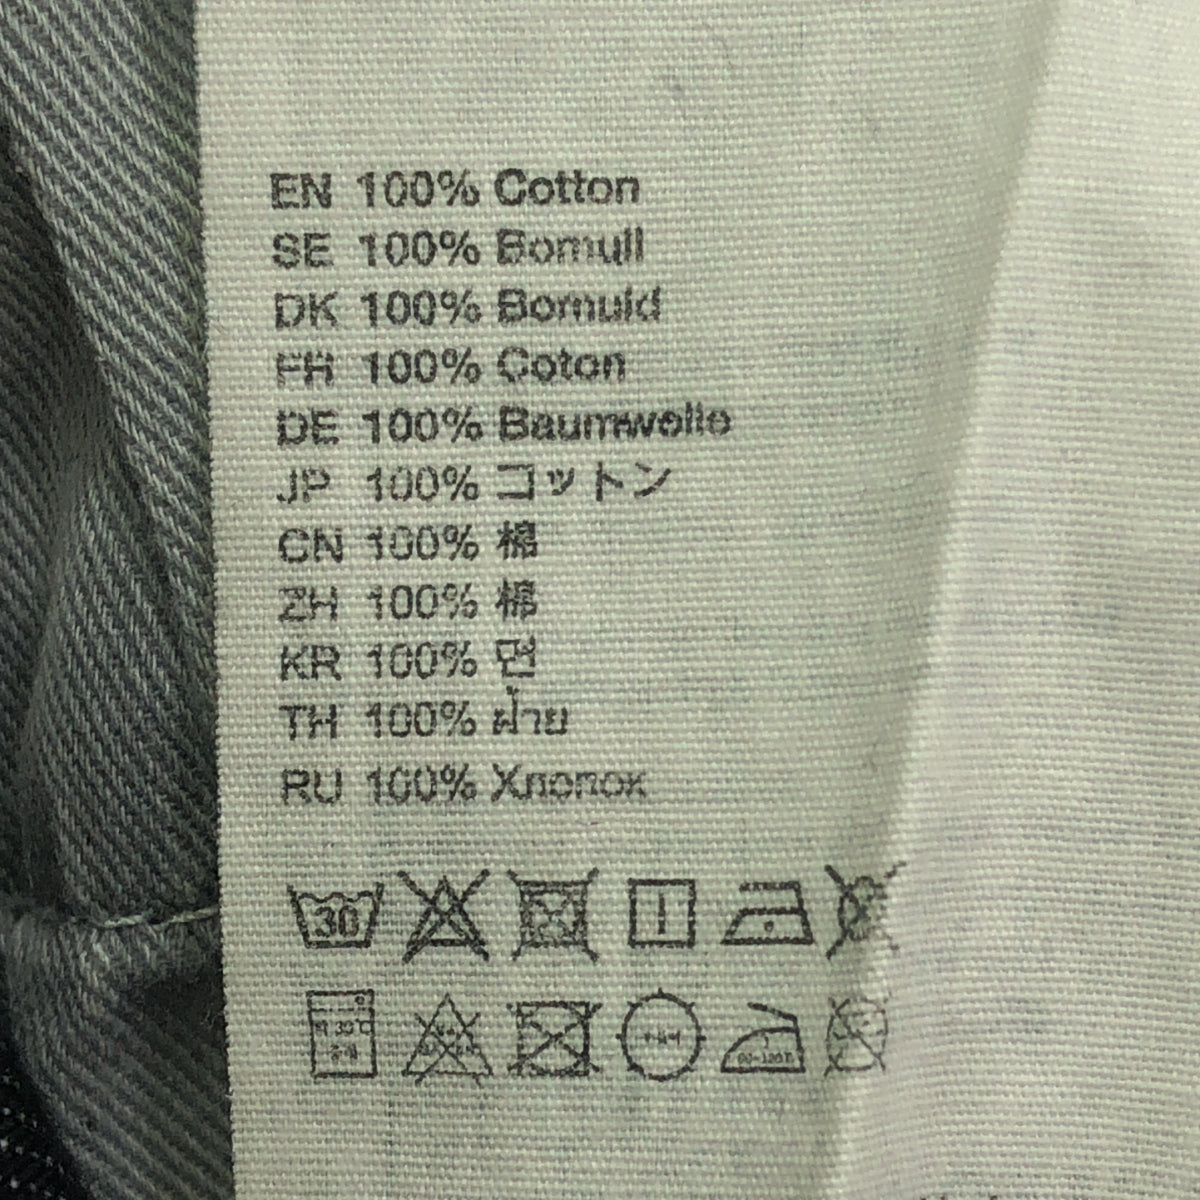 EN 100% Cotton
SE 100% Bomull
DK 100% Bomuld
FR 100% Coton
DE 100% Baumwolle
JP 100% コットン
CN 100% 棉
ZH 100% 棉
KR 100% 면
TH 100% ฝ้าย
RU 100% Хлопок
30